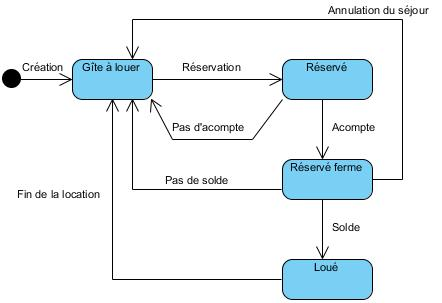 Annulation du séjour
Création
Gîte à louer
Réservation
Réservé
Pas d'acompte
Acompte
Réservé ferme
Pas de solde
Fin de la location
Solde
Loué